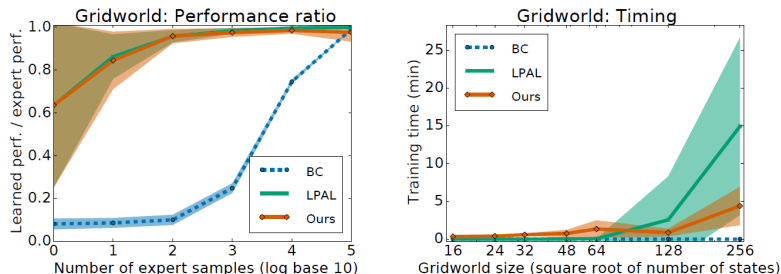 Gridworld: Performance ratio
Learned perf. / expert perf.
1.0
0.8
0.6
0.4
0.2
0.0
BC
LPAL
Ours
0 1 2 3 4 5
Number of expert samples (log base 10)
Gridworld: Timing
Training time (min)
25
20
15
10
5
0
BC
LPAL
Ours
16 24 32 48 64 128 256
Gridworld size (square root of number of states)